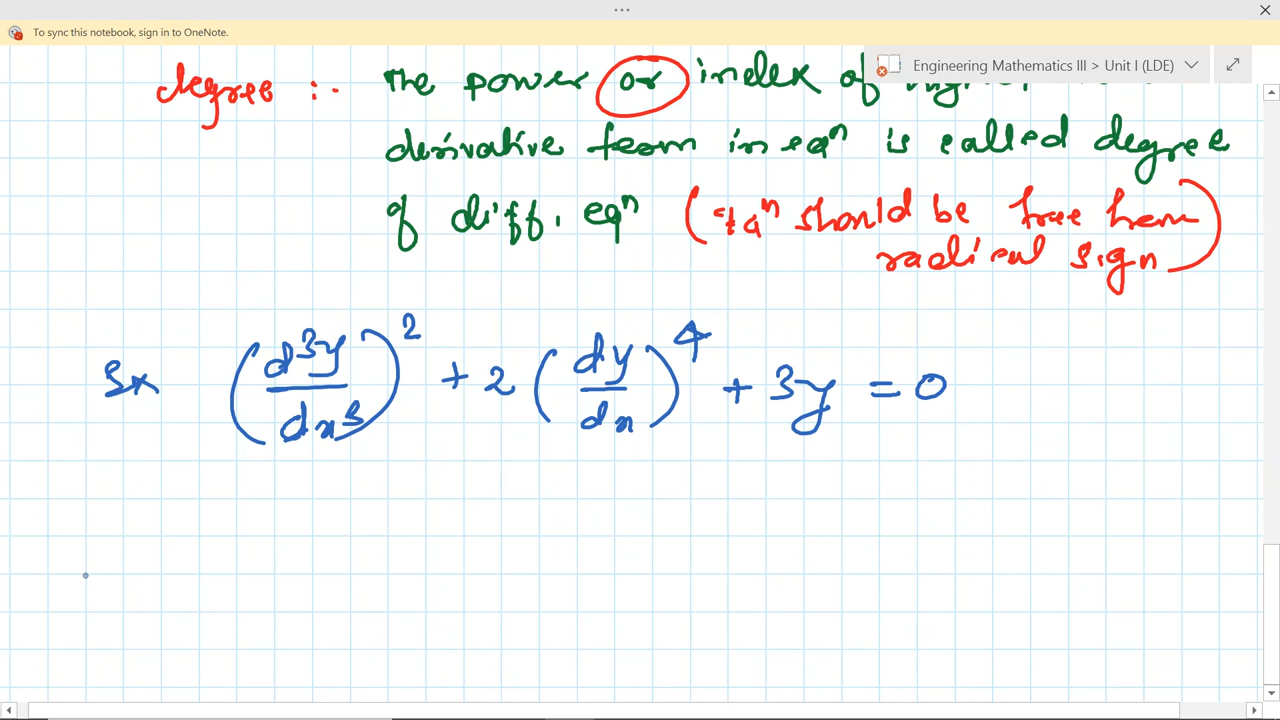 To sync this notebook, sign in to OneNote.
Engineering Mathematics III > Unit I (LDE)
degree :- the power or index of
derivative team in eqⁿ is called degree
of diff. eqⁿ ( eqⁿ should be free from
radical sign )
Ex (d³y/dx³)² + 2 (dy/dx)⁴ + 3y = 0